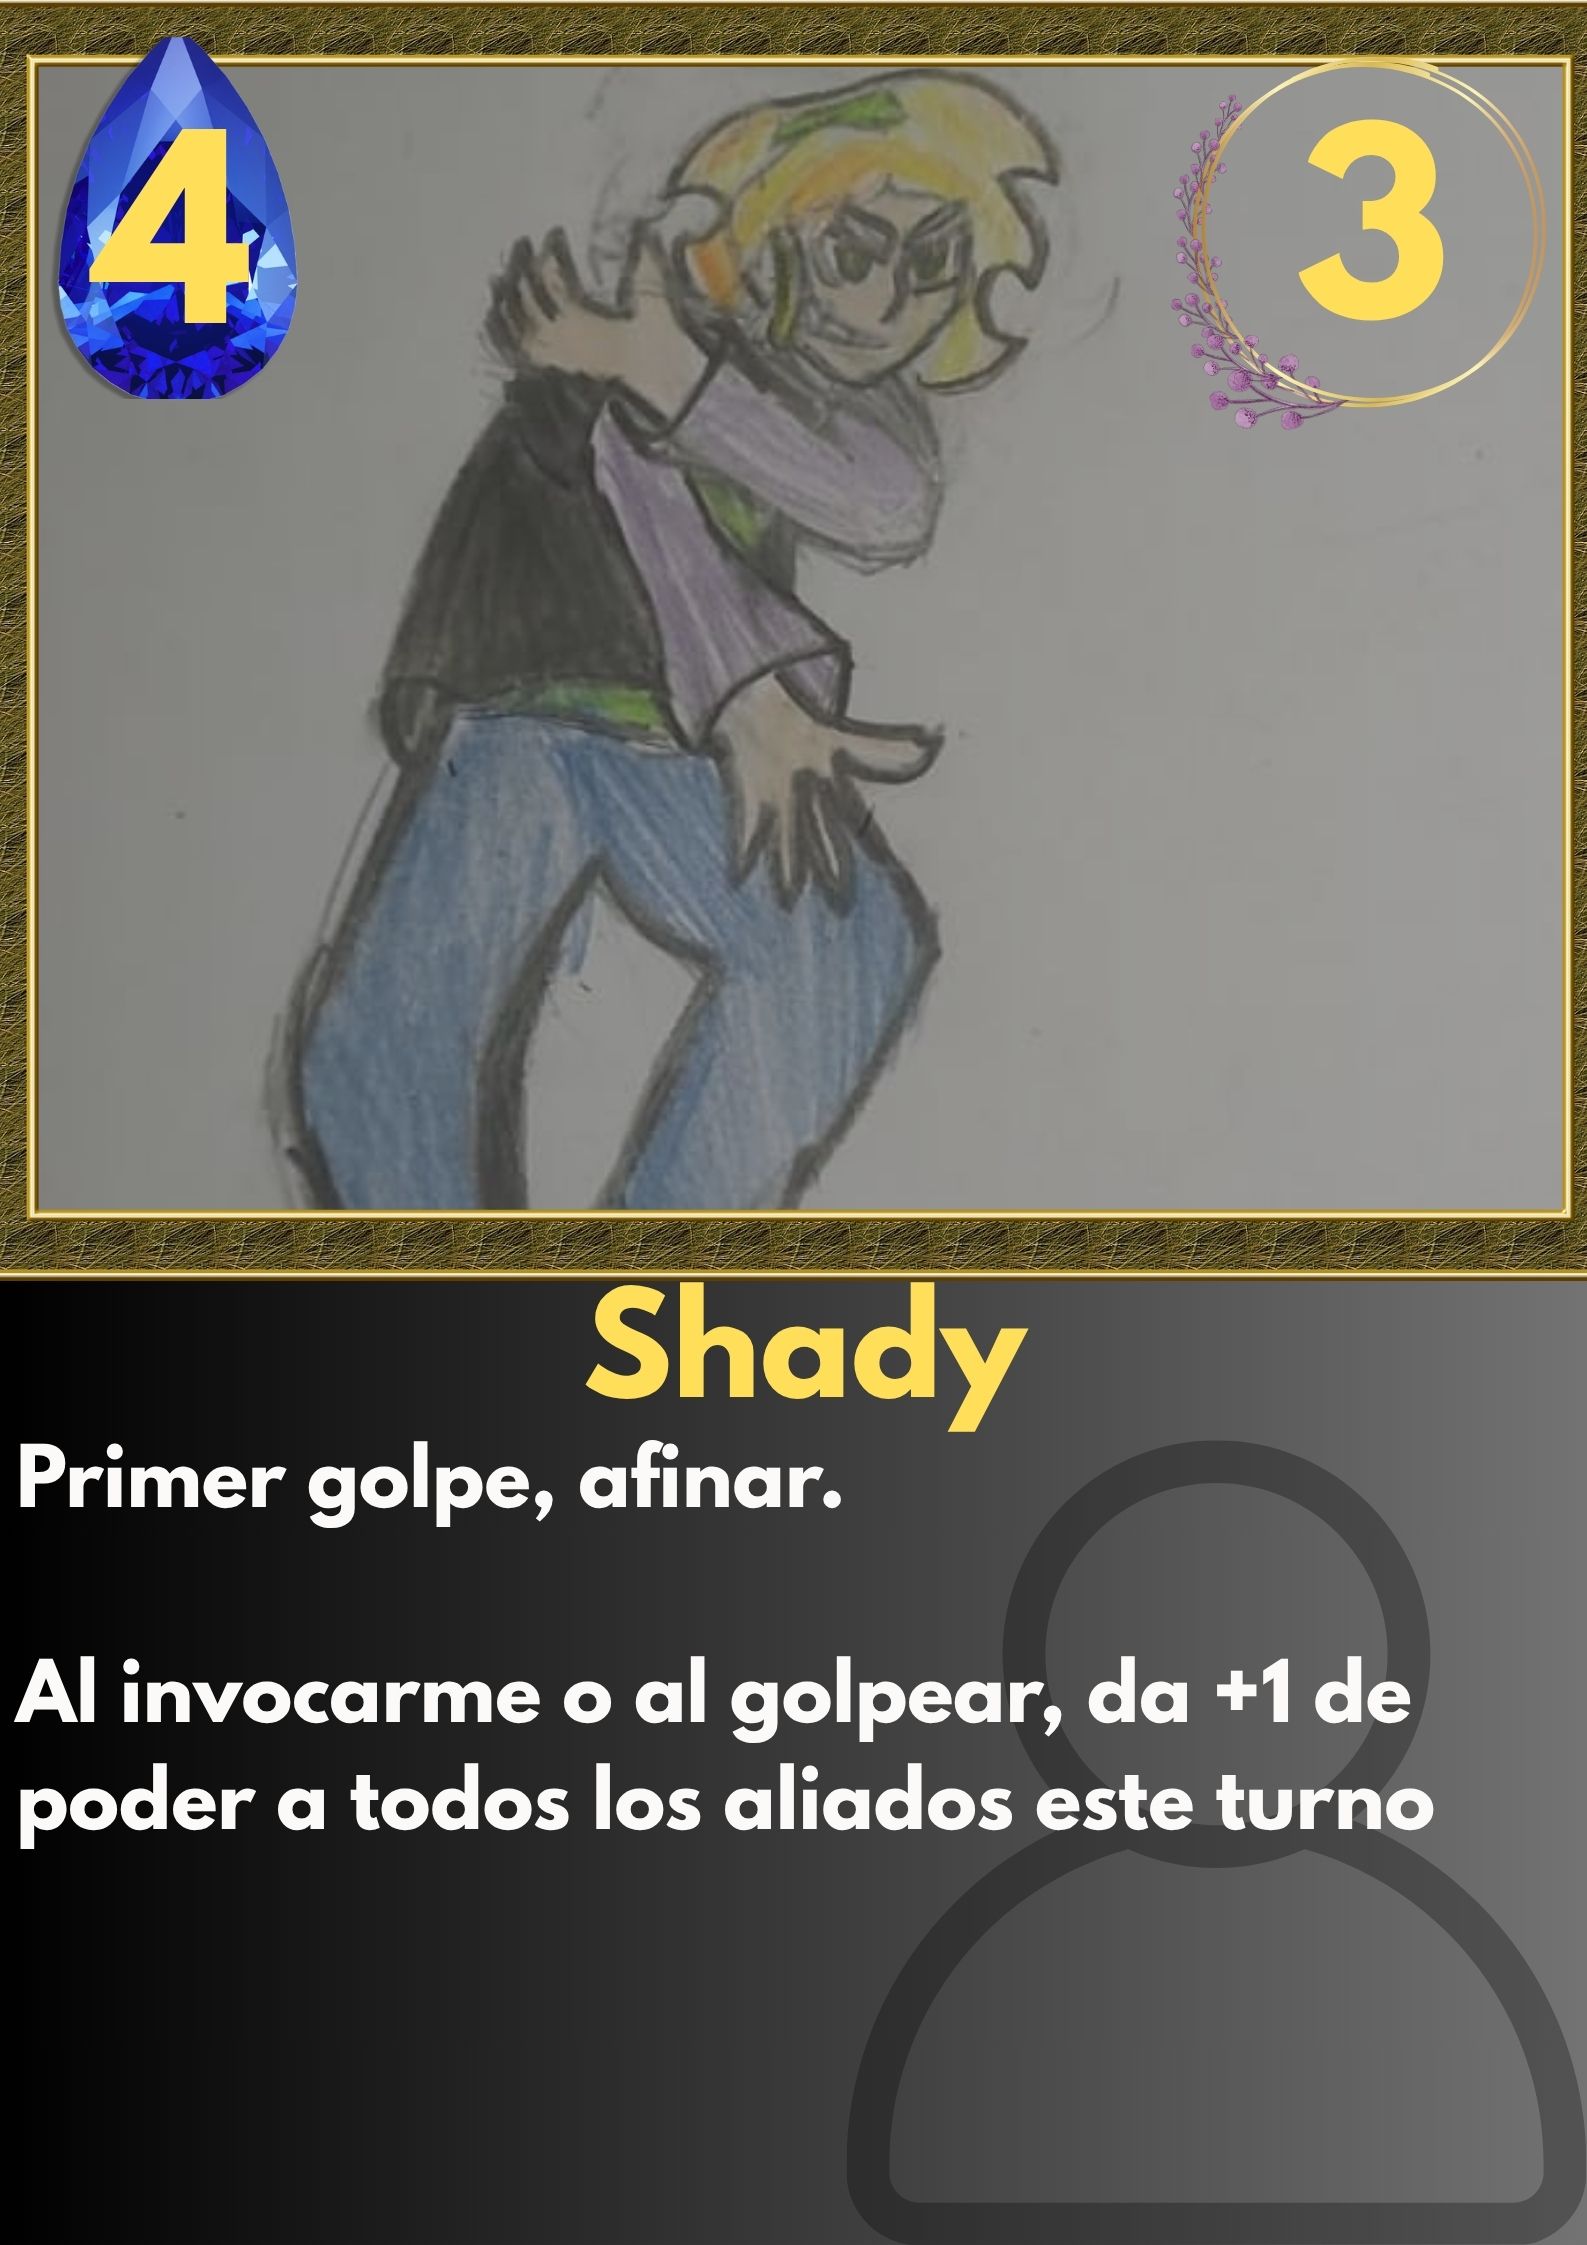 4
3
Shady
Primer golpe, afinar.
Al invocarme o al golpear, da +1 de
poder a todos los aliados este turno